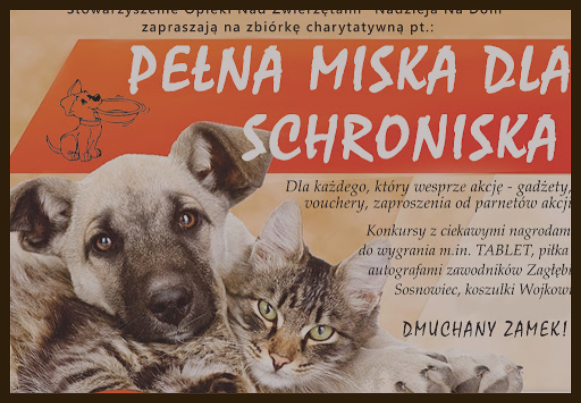 Stowarzyszenie Opieki Nad Zwierzętami "Nadzieja Na Dom"
zapraszają na zbiórkę charytatywną pt.:
PEŁNA MISKA DLA
SCHRONISKA
Dla każdego, który wesprze akcję - gadżety,
vouchery, zaproszenia od parnetów akcji
Konkursy z ciekawymi nagrodam
do wygrania m.in. TABLET, piłka
autografami zawodników Zagłębi
Sosnowiec, koszulki Wojkowi
DMUCHANY ZAMEK!